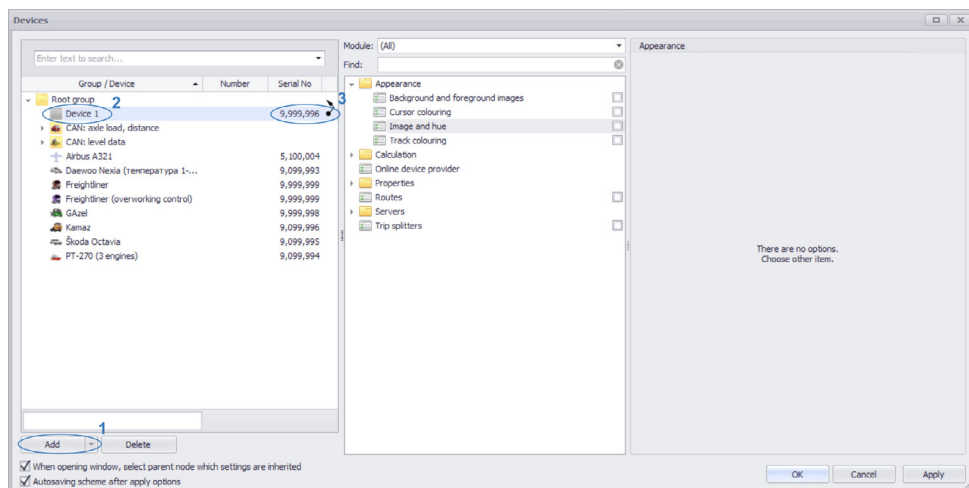 Devices
Enter text to search...
Group / Device Number Serial No
Root group
2
Device 1 9,999,996
3
CAN: axle load, distance
CAN: level data
Airbus A321 5,100,004
Daewoo Nexia (температура 1-... 9,099,993
Freightliner 9,999,999
Freightliner (overworking control) 9,999,999
GAzel 9,999,998
Kamaz 9,099,996
Škoda Octavia 9,099,995
PT-270 (3 engines) 9,099,994
1
Add Delete
When opening window, select parent node which settings are inherited
Autosaving scheme after apply options
Module: (All)
Find:
Appearance
Background and foreground images
Cursor colouring
Image and hue
Track colouring
Calculation
Online device provider
Properties
Routes
Servers
Trip splitters
Appearance
There are no options.
Choose other item.
OK Cancel Apply